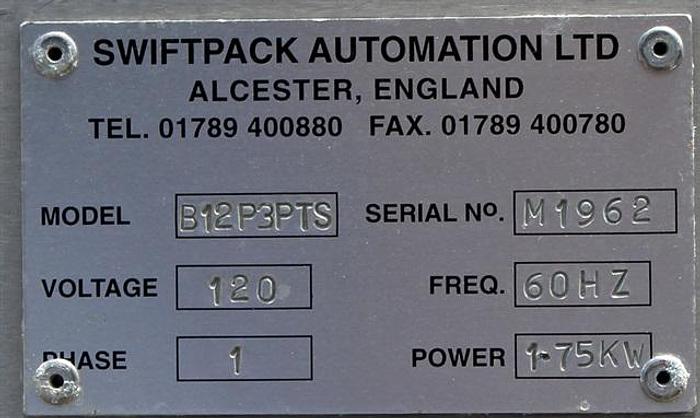 SWIFTPACK AUTOMATION LTD
ALCESTER, ENGLAND
TEL. 01789 400880 FAX. 01789 400780
MODEL B12P3PTS SERIAL No. M1962
VOLTAGE 120 FREQ. 60HZ
PHASE 1 POWER 1·75KW